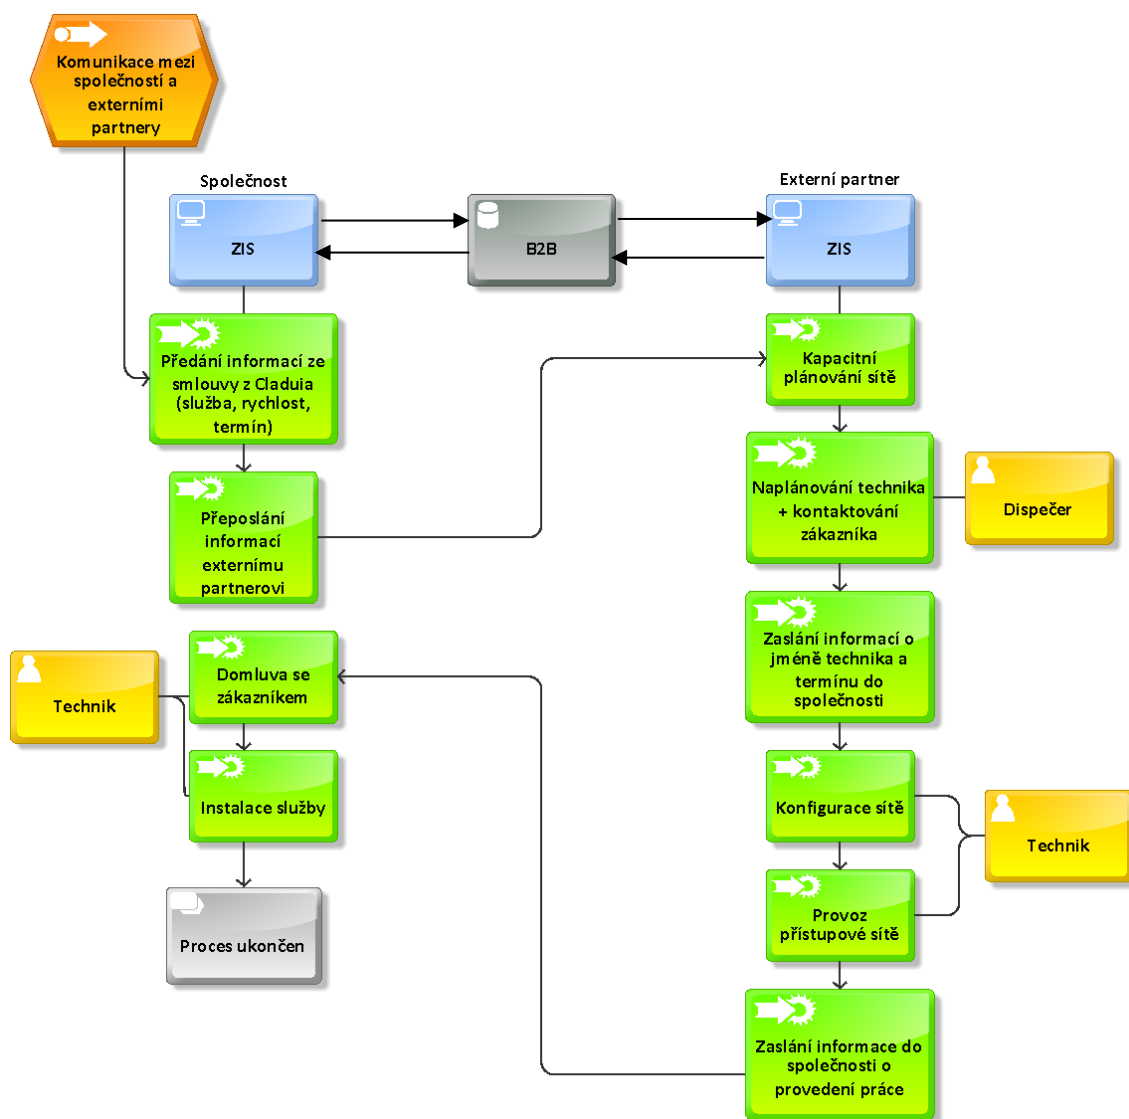 Komunikace mezi
společností a
externími
partnery
Společnost
Externí partner
ZIS
B2B
ZIS
Předání informací ze
smlouvy z Claduia
(služba, rychlost,
termín)
Kapacitní
plánování sítě
Přeposlání
informací
externímu
partnerovi
Naplánování technika
+ kontaktování
zákazníka
Dispečer
Zaslání informací o
jméně technika a
termínu do
společnosti
Domluva se
zákazníkem
Technik
Instalace služby
Konfigurace sítě
Technik
Provoz
přístupové sítě
Proces ukončen
Zaslání informace do
společnosti o
provedení práce